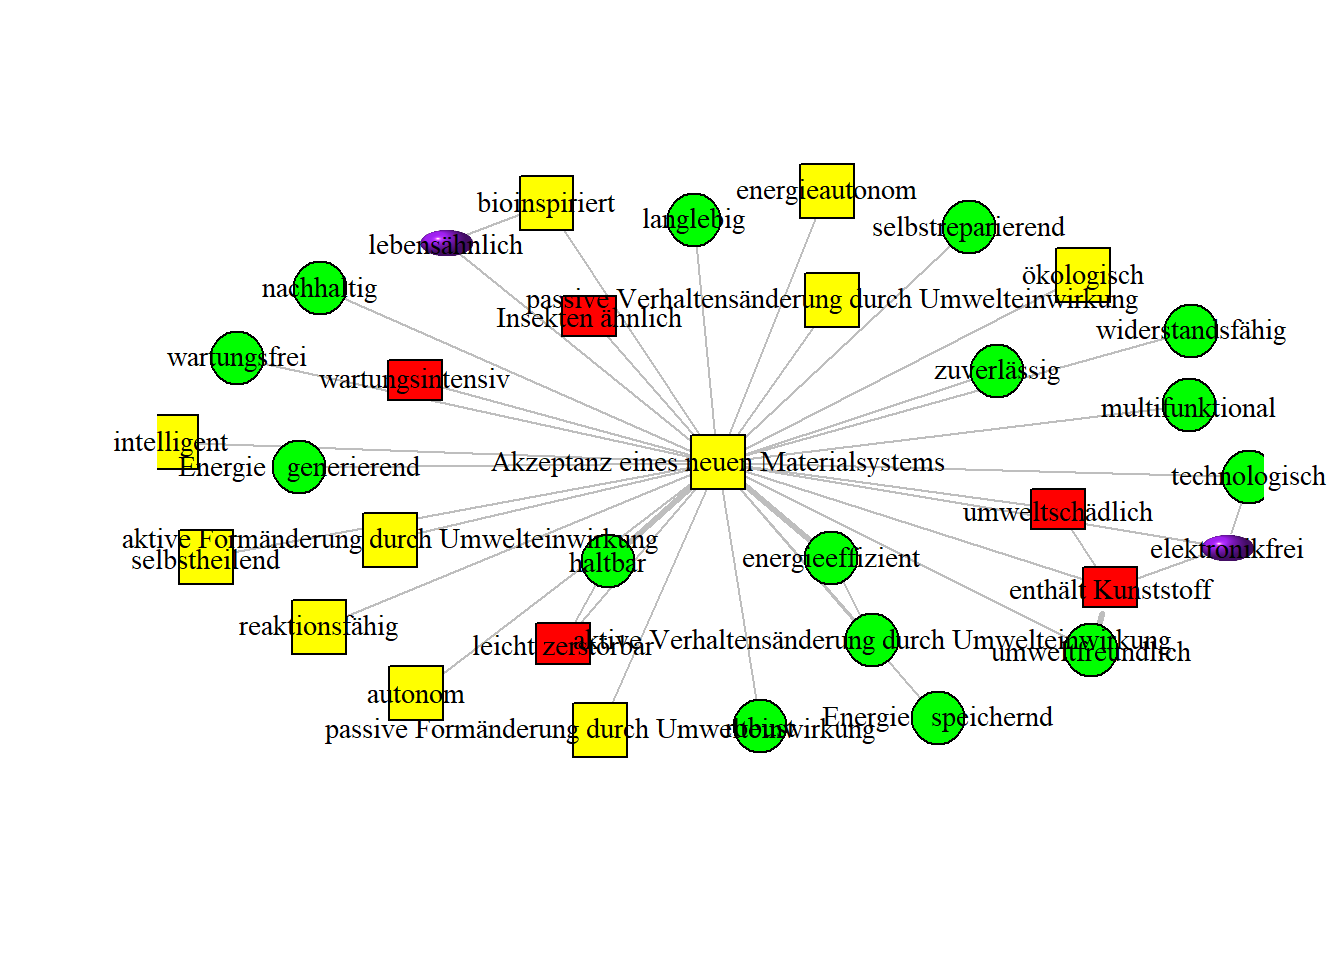 energieautonom
bioinspiriert
langlebig
selbstreparierend
lebensähnlich
ökologisch
nachhaltig
passive Verhaltensänderung durch Umwelteinwirkung
Insekten ähnlich
widerstandsfähig
wartungsfrei
zuverlässig
wartungsintensiv
multifunktional
intelligent
Akzeptanz eines neuen Materialsystems
Energie generierend
technologisch
umweltschädlich
aktive Formänderung durch Umwelteinwirkung
elektronikfrei
selbstheilend
haltbar
energieeffizient
enthält Kunststoff
reaktionsfähig
leicht zerstörbar
aktive Verhaltensänderung durch Umwelteinwirkung
umweltfreundlich
autonom
Energie speichernd
passive Formänderung durch Umwelteinwirkung
robust